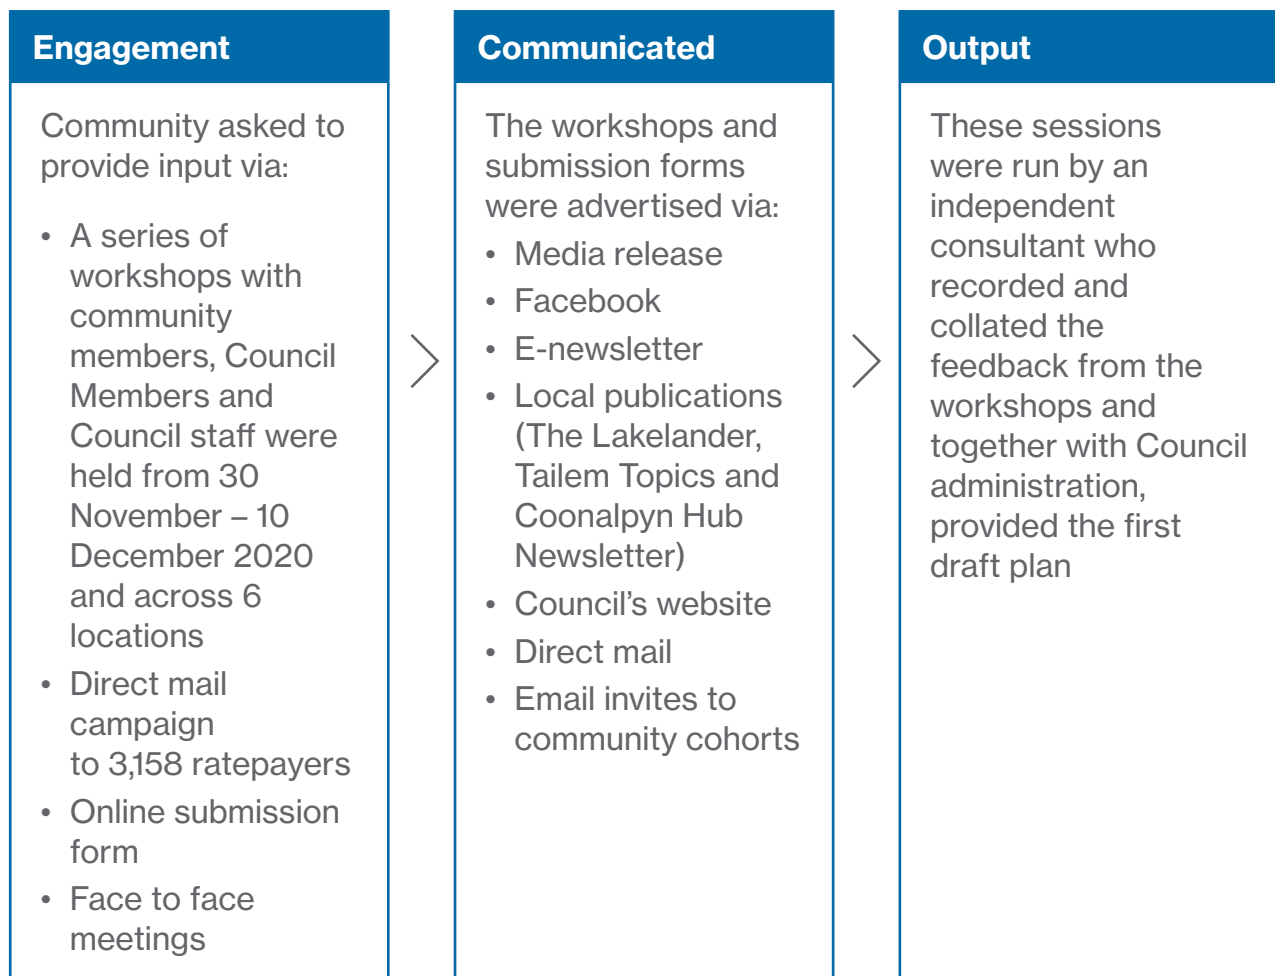 Engagement
Community asked to
provide input via:
• A series of
workshops with
community
members, Council
Members and
Council staff were
held from 30
November – 10
December 2020
and across 6
locations
• Direct mail
campaign
to 3,158 ratepayers
• Online submission
form
• Face to face
meetings
Communicated
The workshops and
submission forms
were advertised via:
• Media release
• Facebook
• E-newsletter
• Local publications
(The Lakelander,
Tailem Topics and
Coonalpyn Hub
Newsletter)
• Council’s website
• Direct mail
• Email invites to
community cohorts
Output
These sessions
were run by an
independent
consultant who
recorded and
collated the
feedback from the
workshops and
together with Council
administration,
provided the first
draft plan